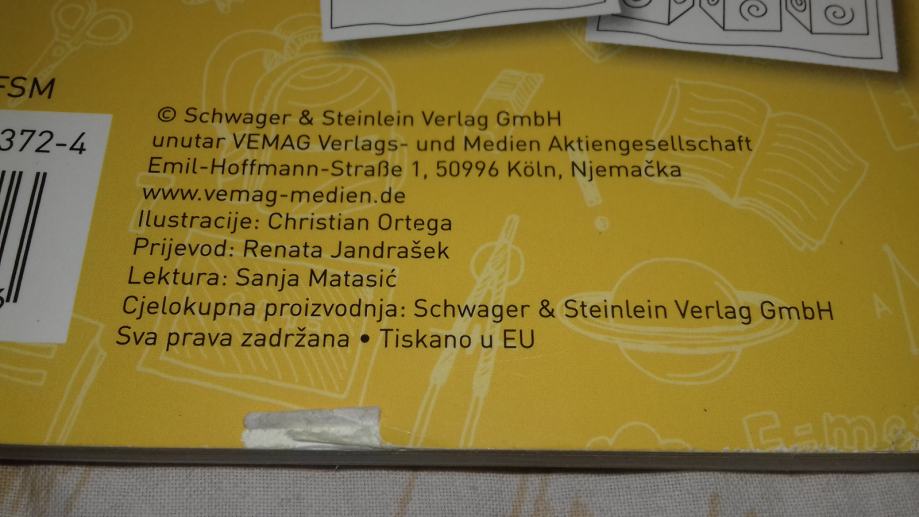 FSM
372-4
© Schwager & Steinlein Verlag GmbH
unutar VEMAG Verlags- und Medien Aktiengesellschaft
Emil-Hoffmann-Straße 1, 50996 Köln, Njemačka
www.vemag-medien.de
Ilustracije: Christian Ortega
Prijevod: Renata Jandrašek
Lektura: Sanja Matasić
Cjelokupna proizvodnja: Schwager & Steinlein Verlag GmbH
Sva prava zadržana • Tiskano u EU